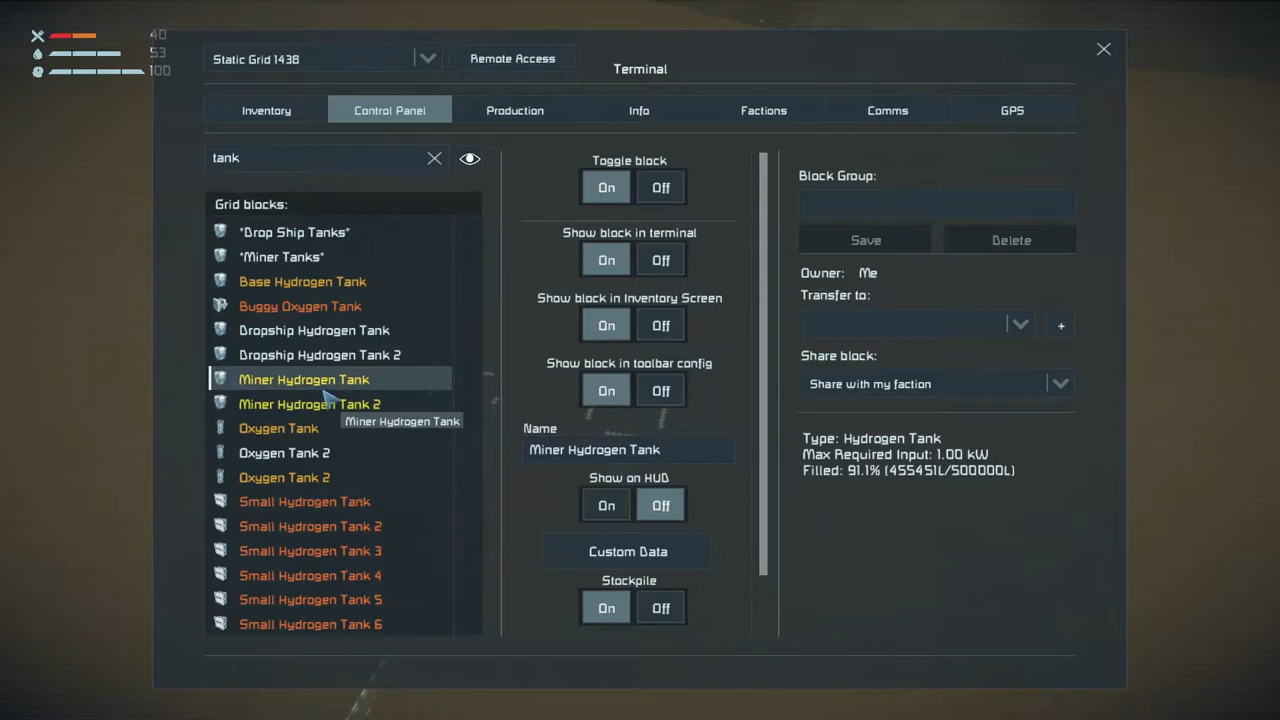 40
53
100
Static Grid 1438
Remote Access
Terminal
Inventory
Control Panel
Production
Info
Factions
Comms
GPS
tank
Grid blocks:
*Drop Ship Tanks*
*Miner Tanks*
Base Hydrogen Tank
Buggy Oxygen Tank
Dropship Hydrogen Tank
Dropship Hydrogen Tank 2
Miner Hydrogen Tank
Miner Hydrogen Tank 2
Miner Hydrogen Tank
Oxygen Tank
Oxygen Tank 2
Oxygen Tank 2
Small Hydrogen Tank
Small Hydrogen Tank 2
Small Hydrogen Tank 3
Small Hydrogen Tank 4
Small Hydrogen Tank 5
Small Hydrogen Tank 6
Toggle block
On Off
Show block in terminal
On Off
Show block in Inventory Screen
On Off
Show block in toolbar config
On Off
Name
Miner Hydrogen Tank
Show on HUD
On Off
Custom Data
Stockpile
On Off
Block Group:
Save Delete
Owner: Me
Transfer to:
+
Share block:
Share with my faction
Type: Hydrogen Tank
Max Required Input: 1.00 kW
Filled: 91.1% (455451L/500000L)